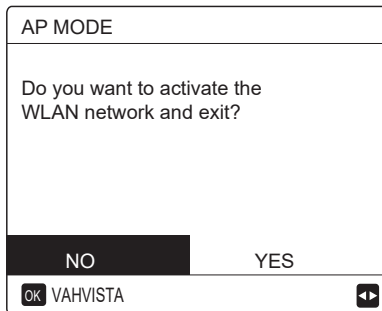 AP MODE
Do you want to activate the
WLAN network and exit?
NO YES
OK VAHVISTA